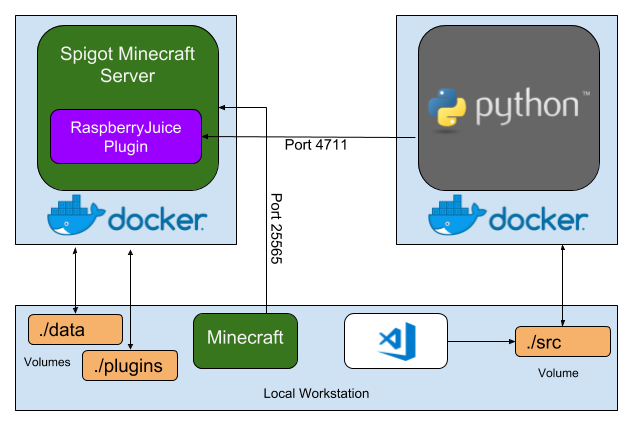 Spigot Minecraft
Server
RaspberryJuice
Plugin
docker
python™
docker
Port 4711
Port 25565
./data
Volumes
./plugins
Minecraft
./src
Volume
Local Workstation